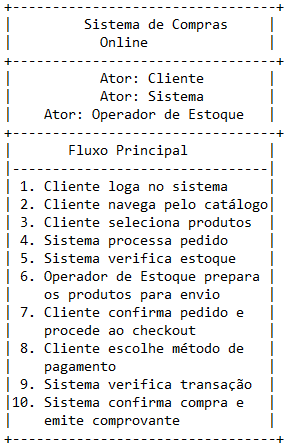 Sistema de Compras
Online
Ator: Cliente
Ator: Sistema
Ator: Operador de Estoque
Fluxo Principal
1. Cliente loga no sistema
2. Cliente navega pelo catálogo
3. Cliente seleciona produtos
4. Sistema processa pedido
5. Sistema verifica estoque
6. Operador de Estoque prepara
os produtos para envio
7. Cliente confirma pedido e
procede ao checkout
8. Cliente escolhe método de
pagamento
9. Sistema verifica transação
10. Sistema confirma compra e
emite comprovante